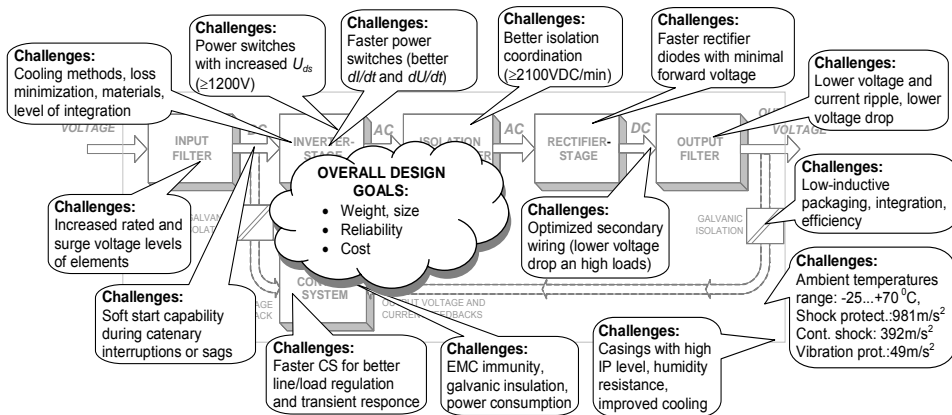 Challenges:
Cooling methods, loss
minimization, materials,
level of integration
Challenges:
Power switches
with increased Uds
(≥1200V)
Challenges:
Faster power
switches (better
dI/dt and dU/dt)
Challenges:
Better isolation
coordination
(≥2100VDC/min)
Challenges:
Faster rectifier
diodes with minimal
forward voltage
Challenges:
Lower voltage and
current ripple, lower
voltage drop
VOLTAGE
INPUT
FILTER
DC
INVERTER-
STAGE
AC
ISOLATION
AC
RECTIFIER-
STAGE
DC
OUTPUT
FILTER
VOLTAGE
OVERALL DESIGN
GOALS:
• Weight, size
• Reliability
• Cost
Challenges:
Increased rated and
surge voltage levels
of elements
Challenges:
Optimized secondary
wiring (lower voltage
drop an high loads)
GALVANIC
ISOLATION
Challenges:
Low-inductive
packaging, integration,
efficiency
Challenges:
Soft start capability
during catenary
interruptions or sags
SYSTEM
OUTPUT VOLTAGE AND
Challenges:
Ambient temperatures
range: -25...+70 ⁰C,
Shock protect.:981m/s²
Cont. shock: 392m/s²
Vibration prot.:49m/s²
Challenges:
Faster CS for better
line/load regulation
and transient responce
Challenges:
EMC immunity,
galvanic insulation,
power consumption
Challenges:
Casings with high
IP level, humidity
resistance,
improved cooling